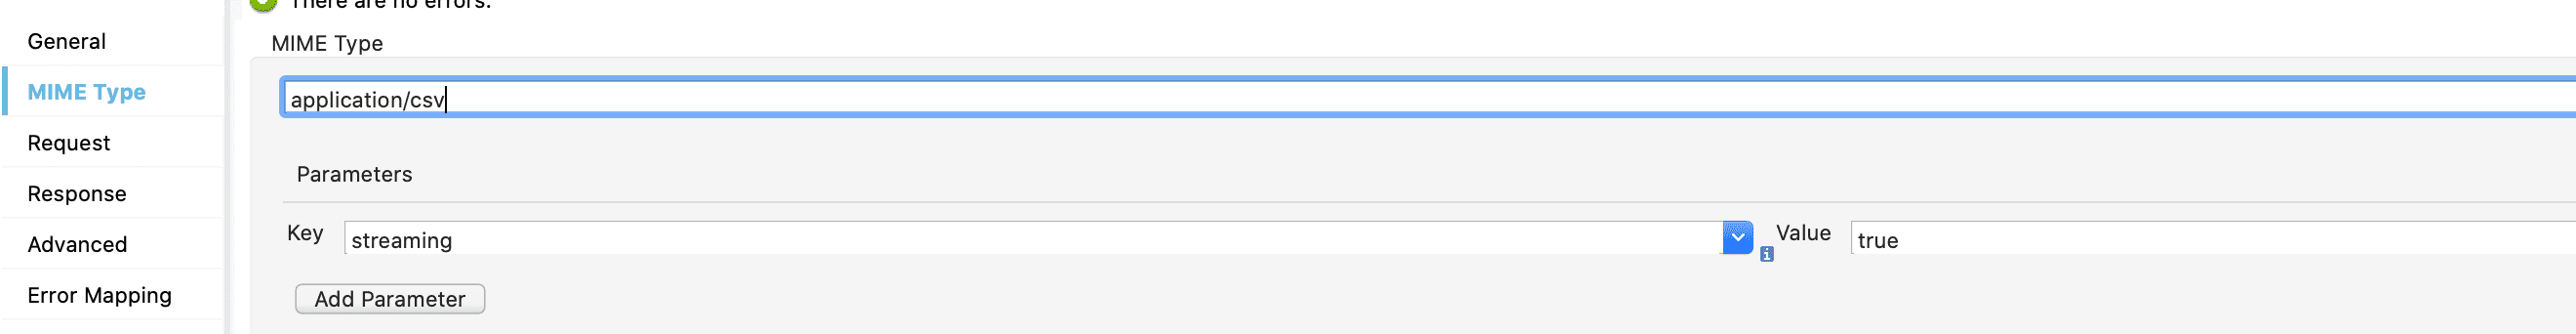 There are no errors.
General
MIME Type
Request
Response
Advanced
Error Mapping
MIME Type
application/csv
Parameters
Key streaming Value true
Add Parameter